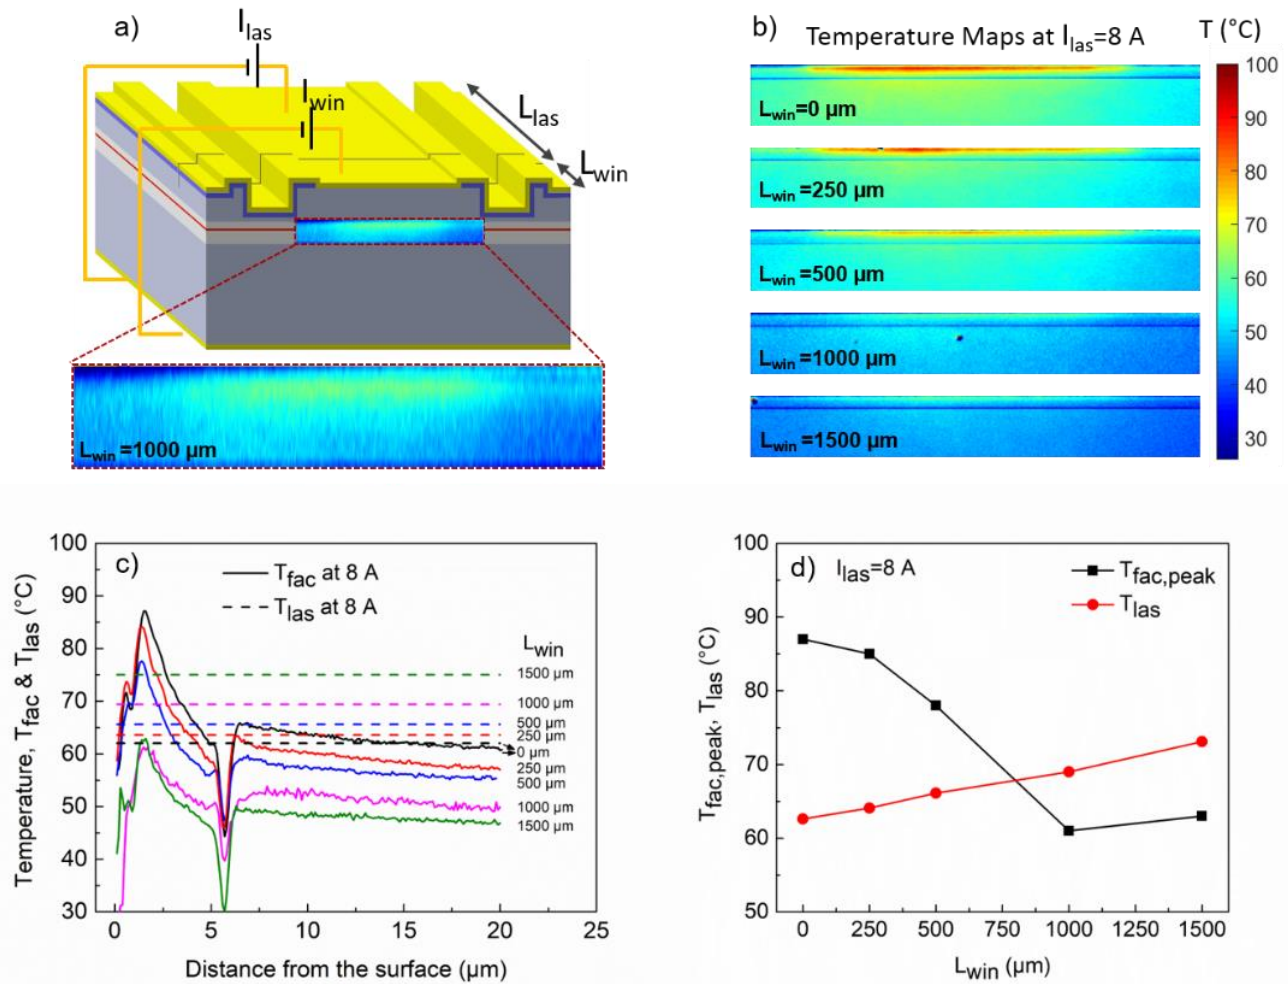 a)
I_las
I_win
L_las
L_win
L_win =1000 µm
b)
Temperature Maps at I_las=8 A
T (°C)
L_win=0 µm
L_win =250 µm
L_win =500 µm
L_win =1000 µm
L_win =1500 µm
100
90
80
70
60
50
40
30
c)
T_fac at 8 A
T_las at 8 A
L_win
1500 µm
1000 µm
500 µm
250 µm
0 µm
250 µm
500 µm
1000 µm
1500 µm
Temperature, T_fac & T_las (°C)
100
90
80
70
60
50
40
30
0 5 10 15 20 25
Distance from the surface (µm)
d)
I_las=8 A
T_fac,peak
T_las
T_fac,peak, T_las (°C)
100
90
80
70
60
50
0 250 500 750 1000 1250 1500
L_win (µm)